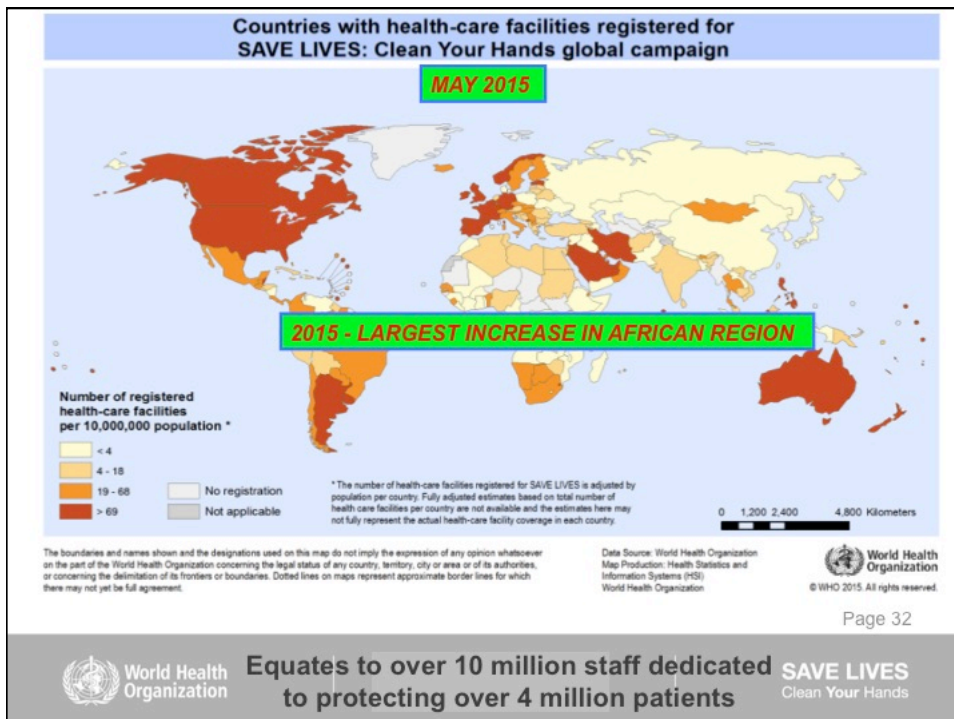 Countries with health-care facilities registered for
SAVE LIVES: Clean Your Hands global campaign
MAY 2015
2015 - LARGEST INCREASE IN AFRICAN REGION
Number of registered
health-care facilities
per 10,000,000 population *
< 4
4 - 18
19 - 68
> 69
No registration
Not applicable
* The number of health-care facilities registered for SAVE LIVES is adjusted by
population per country. Fully adjusted estimates based on total number of
health care facilities per country are not available and the estimates here may
not fully represent the actual health-care facility coverage in each country.
0 1,200 2,400 4,800 Kilometers
The boundaries and names shown and the designations used on this map do not imply the expression of any opinion whatsoever
on the part of the World Health Organization concerning the legal status of any country, territory, city or area or of its authorities,
or concerning the delimitation of its frontiers or boundaries. Dotted lines on maps represent approximate border lines for which
there may not yet be full agreement.
Data Source: World Health Organization
Map Production: Health Statistics and
Information Systems (HSI)
World Health Organization
World Health
Organization
© WHO 2015. All rights reserved.
Page 32
World Health
Organization
Equates to over 10 million staff dedicated
to protecting over 4 million patients
SAVE LIVES
Clean Your Hands